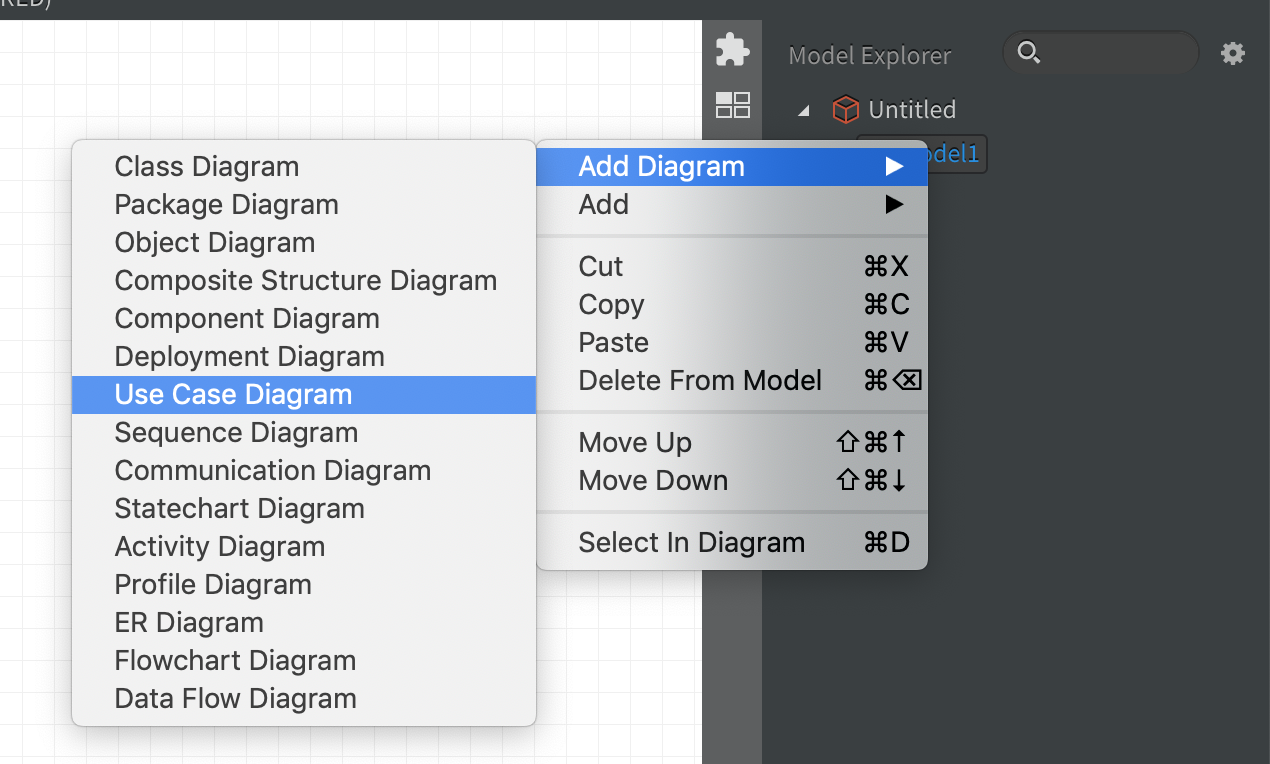 RED)
Model Explorer
Untitled
odel1
Class Diagram
Package Diagram
Object Diagram
Composite Structure Diagram
Component Diagram
Deployment Diagram
Use Case Diagram
Sequence Diagram
Communication Diagram
Statechart Diagram
Activity Diagram
Profile Diagram
ER Diagram
Flowchart Diagram
Data Flow Diagram
Add Diagram ▶
Add ▶
Cut ⌘X
Copy ⌘C
Paste ⌘V
Delete From Model ⌘⌫
Move Up ⇧⌘↑
Move Down ⇧⌘↓
Select In Diagram ⌘D